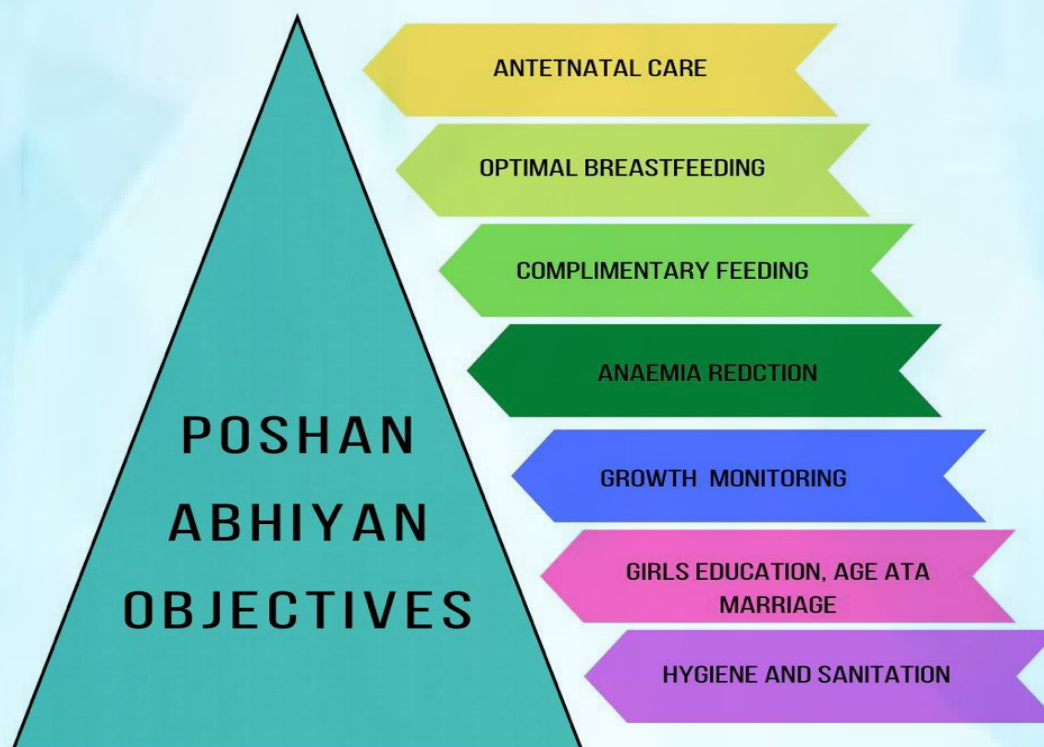 ANTETNATAL CARE
OPTIMAL BREASTFEEDING
COMPLIMENTARY FEEDING
ANAEMIA REDCTION
GROWTH MONITORING
GIRLS EDUCATION, AGE ATA
MARRIAGE
HYGIENE AND SANITATION
POSHAN
ABHIYAN
OBJECTIVES